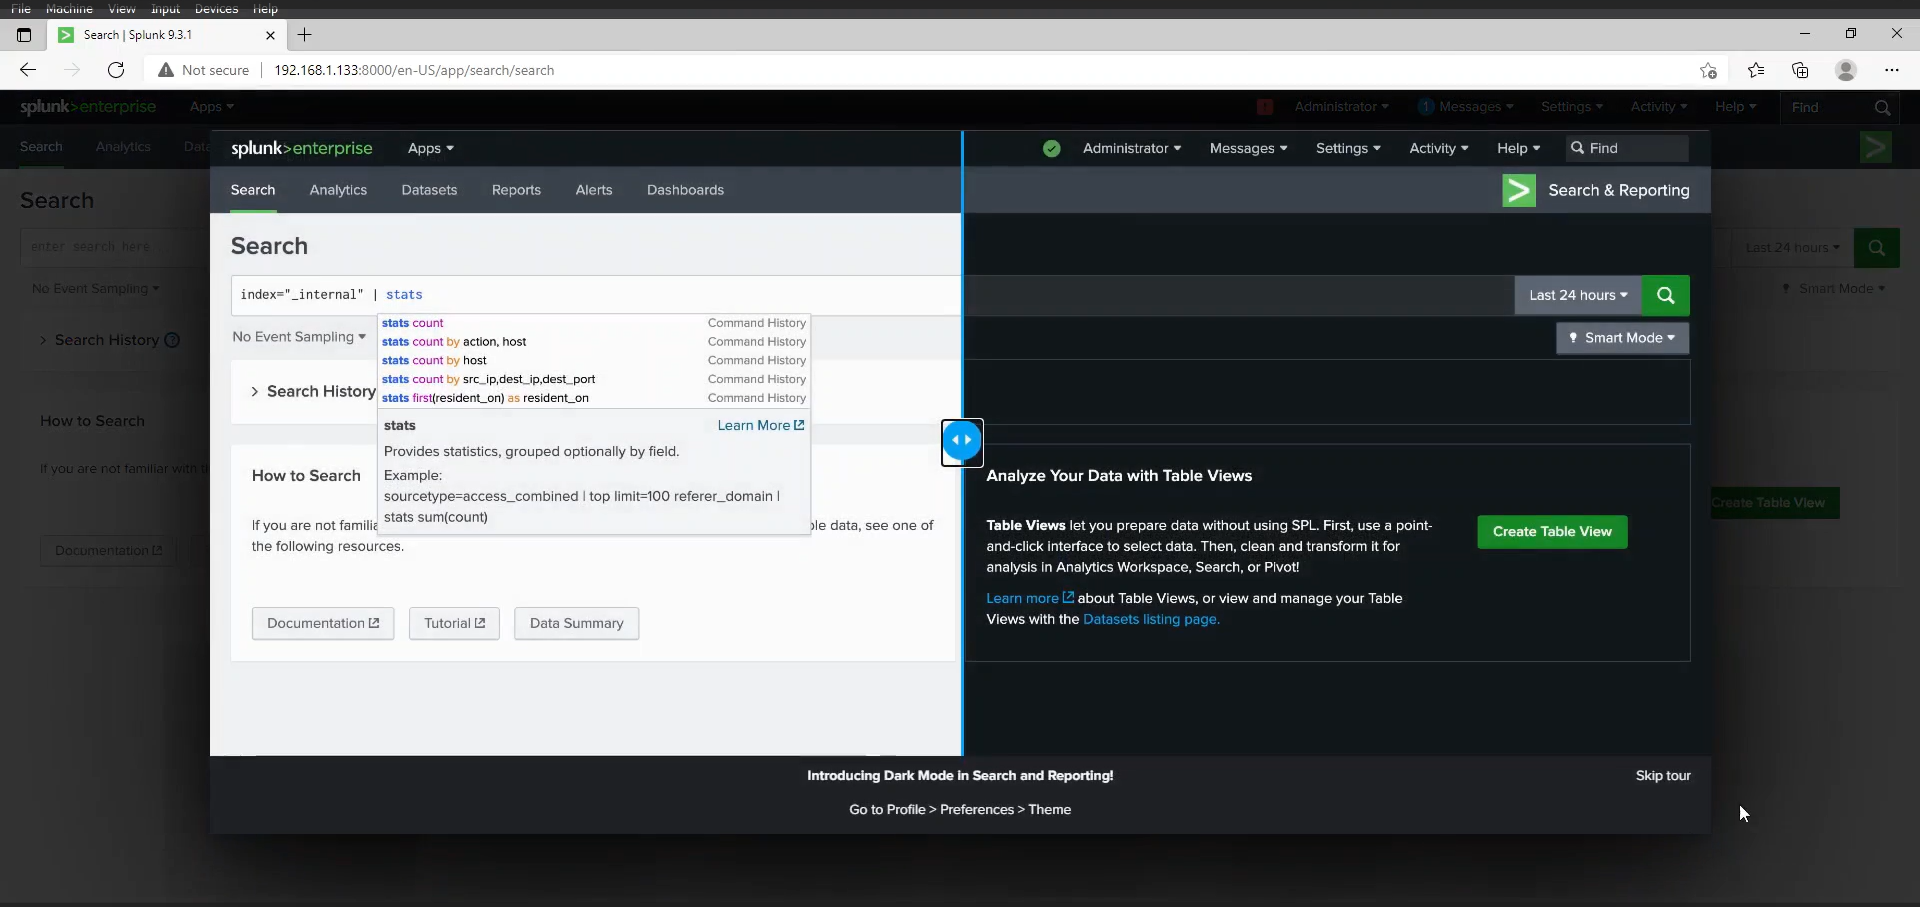 File Machine View Input Devices Help
Search | Splunk 9.3.1
Not secure 192.168.1.133:8000/en-US/app/search/search
splunk>enterprise Apps Administrator 1 Messages Settings Activity Help Find
Search Analytics Data
splunk>enterprise Apps Administrator Messages Settings Activity Help Find
Search Analytics Datasets Reports Alerts Dashboards Search & Reporting
Search
Search
enter search here Last 24 hours
index="_internal" | stats Last 24 hours
No Event Sampling Smart Mode
No Event Sampling Smart Mode
stats count Command History
stats count by action, host Command History
stats count by host Command History
stats count by src_ip,dest_ip,dest_port Command History
stats first(resident_on) as resident_on Command History
> Search History
> Search History
stats Learn More
Provides statistics, grouped optionally by field.
Example:
sourcetype=access_combined | top limit=100 referer_domain |
stats sum(count)
How to Search
If you are not familiar with t
How to Search
If you are not familia ble data, see one of
the following resources.
Documentation
Documentation Tutorial Data Summary
Analyze Your Data with Table Views
Table Views let you prepare data without using SPL. First, use a point-
and-click interface to select data. Then, clean and transform it for
analysis in Analytics Workspace, Search, or Pivot!
Learn more about Table Views, or view and manage your Table
Views with the Datasets listing page.
Create Table View
Create Table View
Introducing Dark Mode in Search and Reporting!
Skip tour
Go to Profile > Preferences > Theme